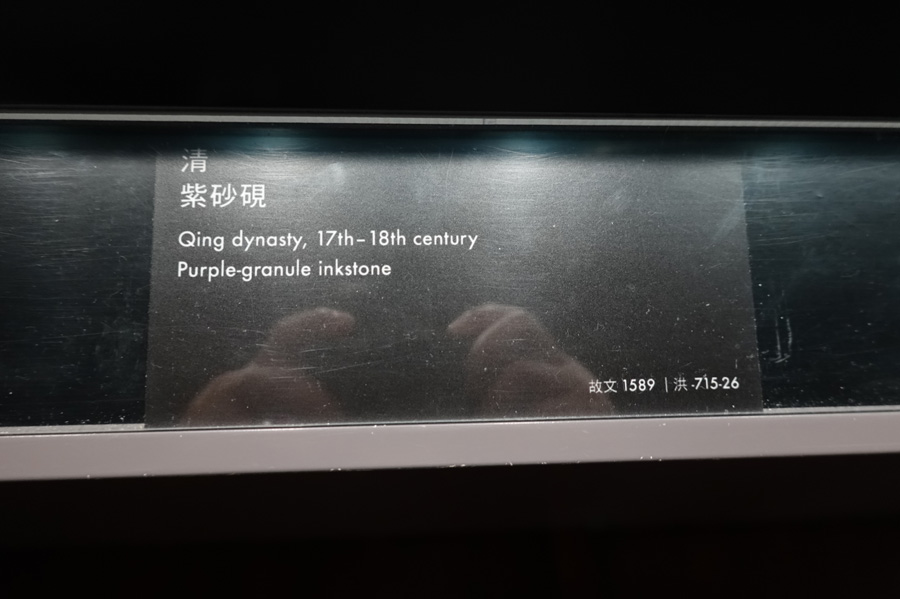 清
紫砂硯
Qing dynasty, 17th–18th century
Purple-granule inkstone
故文 1589 | 洪-715-26